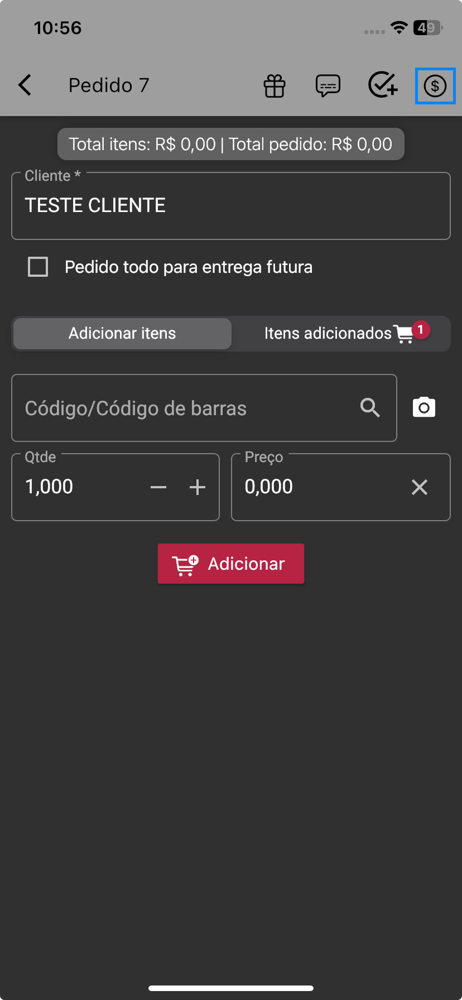 10:56
49
Pedido 7
$
Total itens: R$ 0,00 | Total pedido: R$ 0,00
Cliente *
TESTE CLIENTE
Pedido todo para entrega futura
Adicionar itens
Itens adicionados 1
Código/Código de barras
Qtde
1,000
Preço
0,000
Adicionar